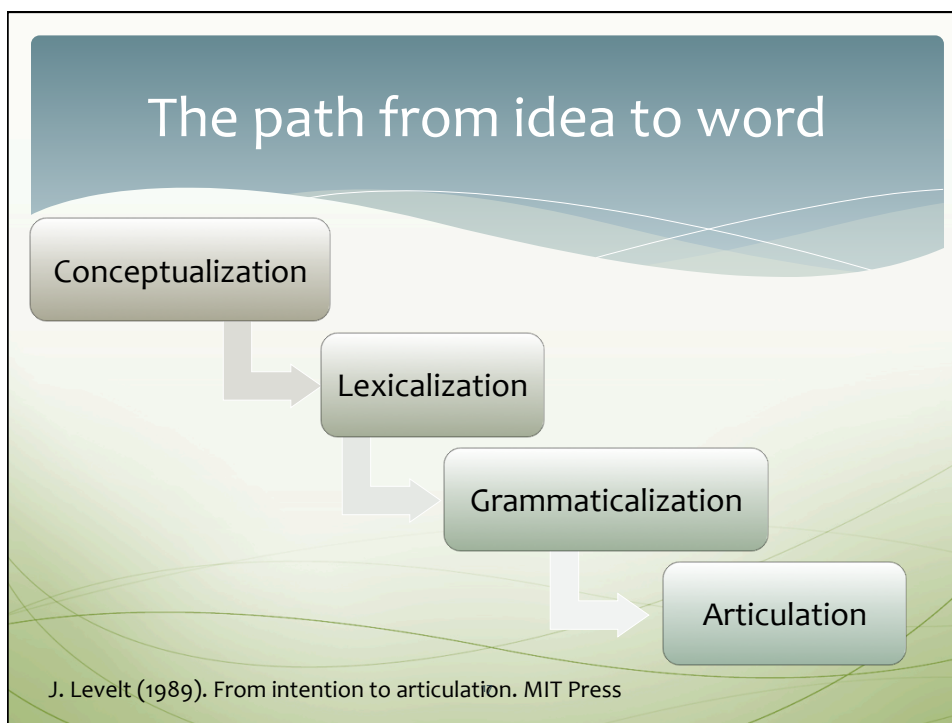 The path from idea to word
Conceptualization
Lexicalization
Grammaticalization
Articulation
J. Levelt (1989). From intention to articulation. MIT Press